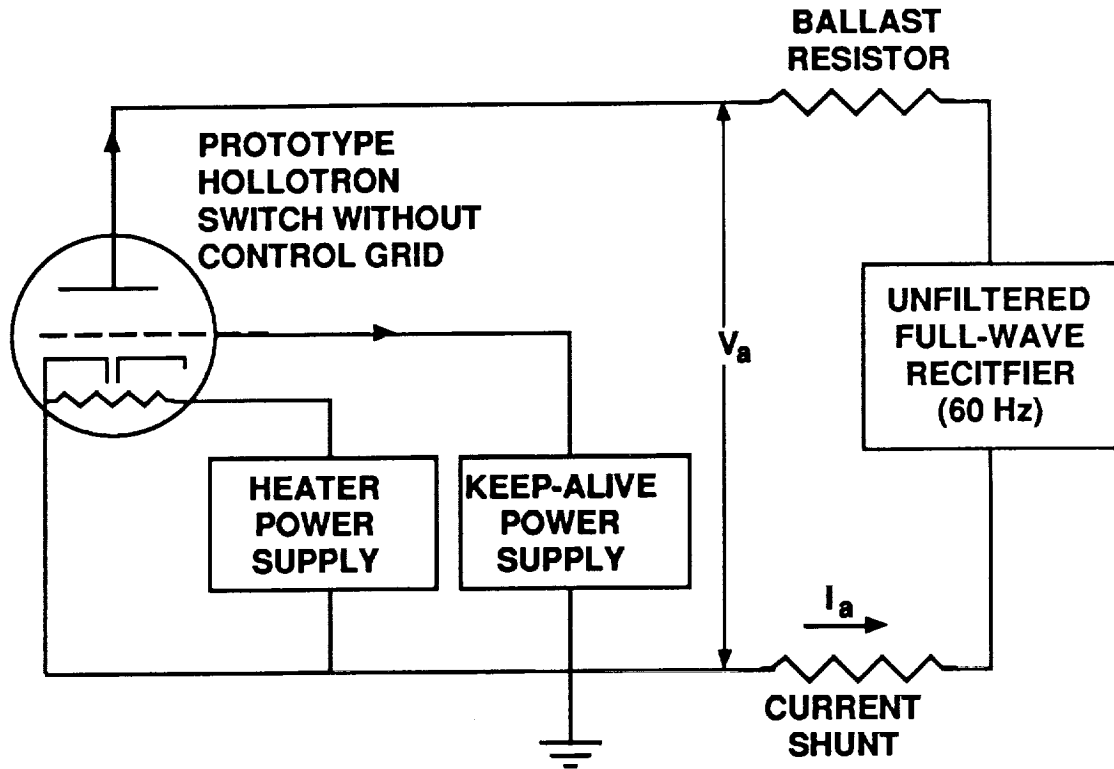 BALLAST
RESISTOR
PROTOTYPE
HOLLOTRON
SWITCH WITHOUT
CONTROL GRID
Va
UNFILTERED
FULL-WAVE
RECITFIER
(60 Hz)
HEATER
POWER
SUPPLY
KEEP-ALIVE
POWER
SUPPLY
Ia
CURRENT
SHUNT